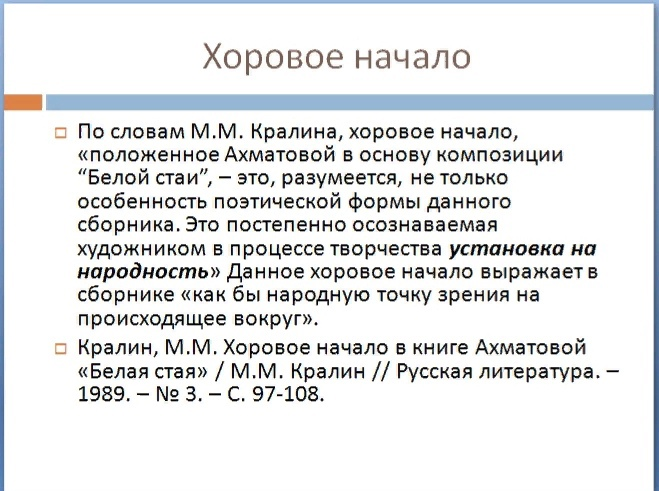 Хоровое начало
По словам М.М. Кралина, хоровое начало,
«положенное Ахматовой в основу композиции
“Белой стаи”, – это, разумеется, не только
особенность поэтической формы данного
сборника. Это постепенно осознаваемая
художником в процессе творчества установка на
народность» Данное хоровое начало выражает в
сборнике «как бы народную точку зрения на
происходящее вокруг».
Кралин, М.М. Хоровое начало в книге Ахматовой
«Белая стая» / М.М. Кралин // Русская литература. –
1989. – № 3. – С. 97-108.